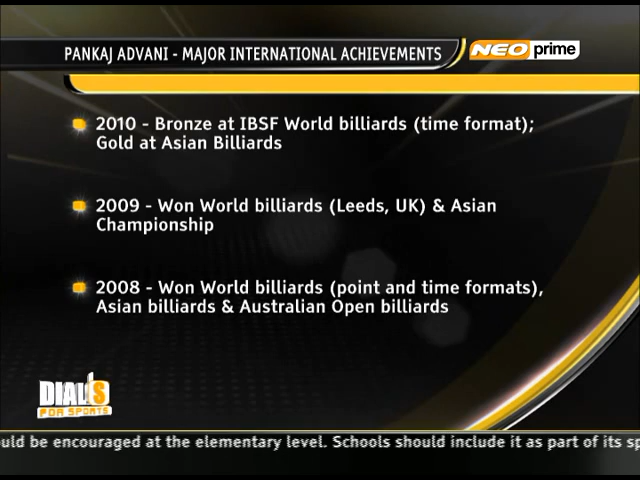 PANKAJ ADVANI - MAJOR INTERNATIONAL ACHIEVEMENTS
NEO prime
2010 - Bronze at IBSF World billiards (time format);
Gold at Asian Billiards
2009 - Won World billiards (Leeds, UK) & Asian
Championship
2008 - Won World billiards (point and time formats),
Asian billiards & Australian Open billiards
DIAL S
FOR SPORTS
ould be encouraged at the elementary level. Schools should include it as part of its sp